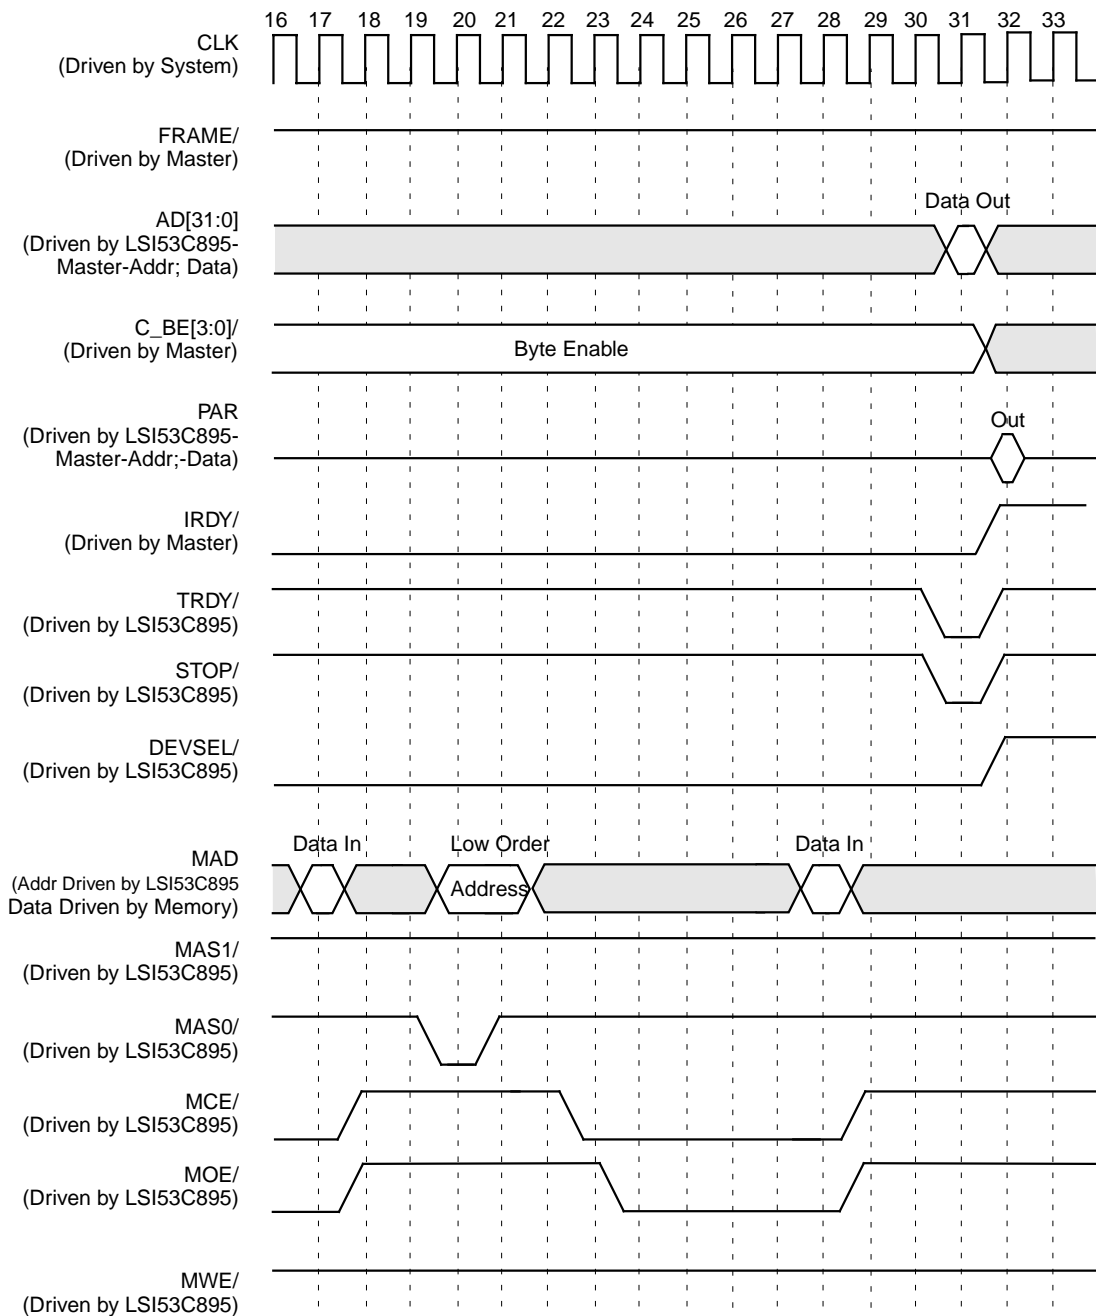 16 17 18 19 20 21 22 23 24 25 26 27 28 29 30 31 32 33
CLK
(Driven by System)
FRAME/
(Driven by Master)
Data Out
AD[31:0]
(Driven by LSI53C895-
Master-Addr; Data)
C_BE[3:0]/
(Driven by Master)
Byte Enable
PAR
(Driven by LSI53C895-
Master-Addr;-Data)
Out
IRDY/
(Driven by Master)
TRDY/
(Driven by LSI53C895)
STOP/
(Driven by LSI53C895)
DEVSEL/
(Driven by LSI53C895)
Data In Low Order Data In
MAD
(Addr Driven by LSI53C895
Data Driven by Memory)
Address
MAS1/
(Driven by LSI53C895)
MAS0/
(Driven by LSI53C895)
MCE/
(Driven by LSI53C895)
MOE/
(Driven by LSI53C895)
MWE/
(Driven by LSI53C895)